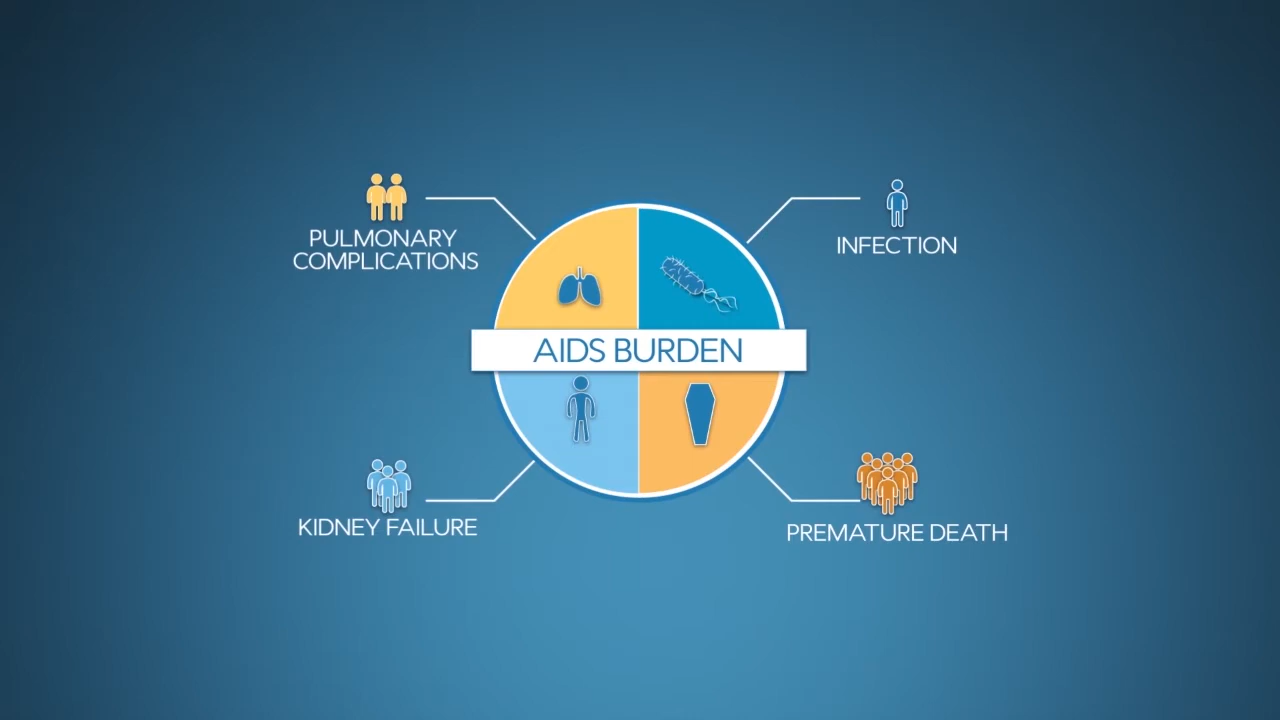 PULMONARY
COMPLICATIONS
INFECTION
AIDS BURDEN
KIDNEY FAILURE
PREMATURE DEATH